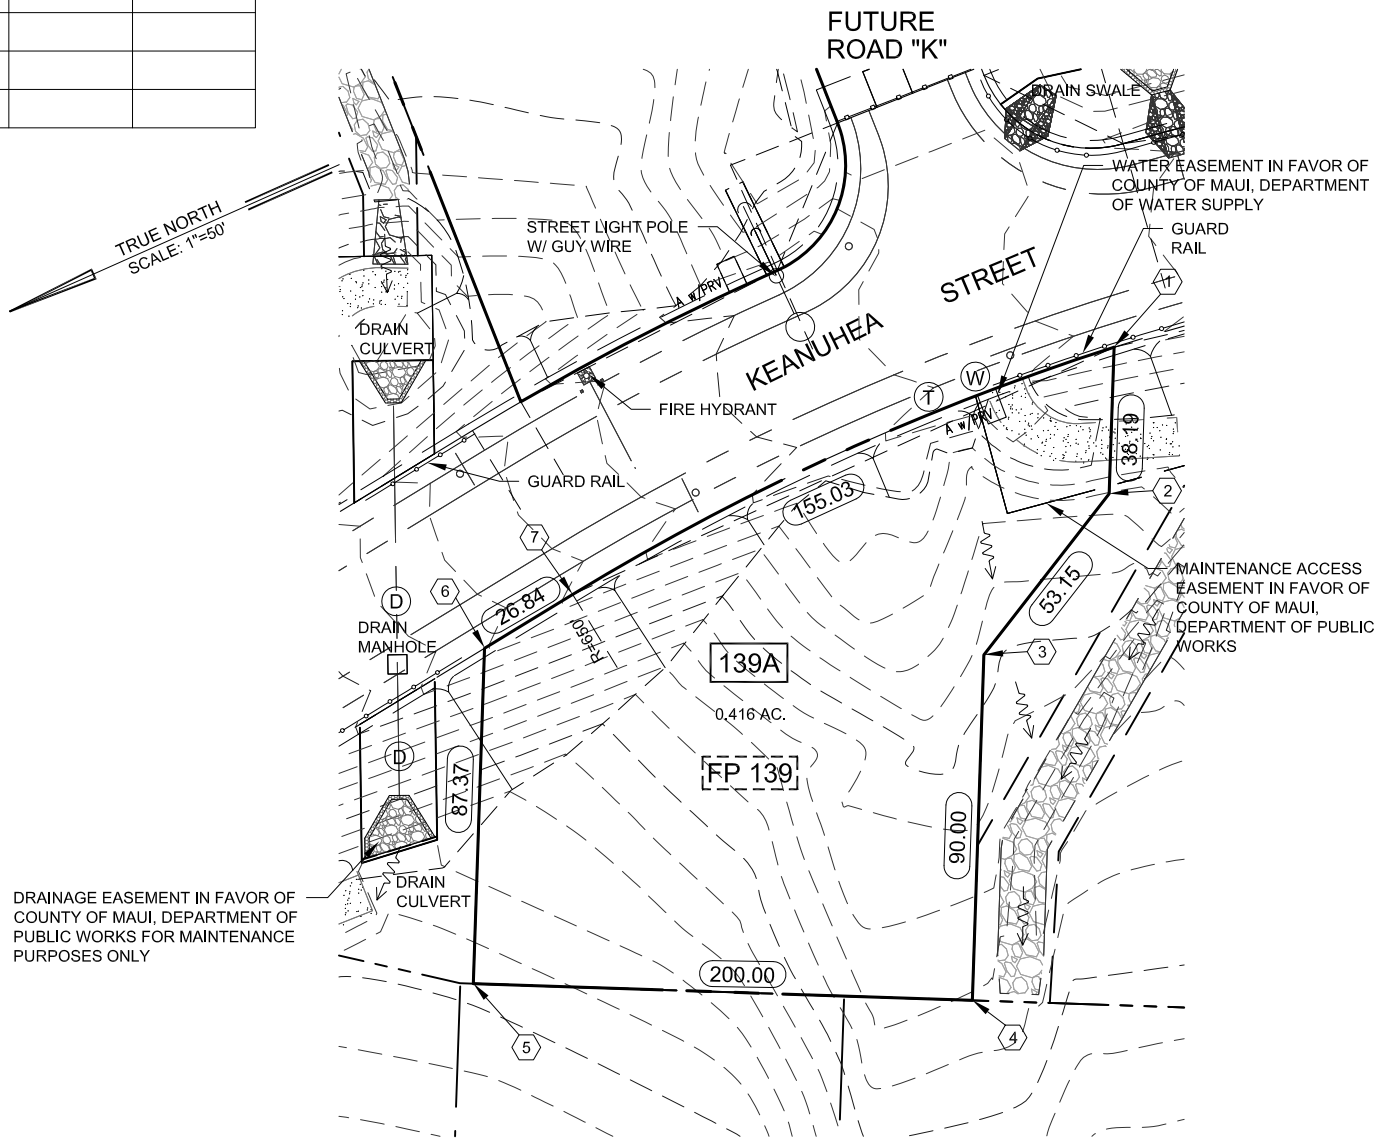 FUTURE
ROAD "K"
DRAIN SWALE
WATER EASEMENT IN FAVOR OF
COUNTY OF MAUI, DEPARTMENT
OF WATER SUPPLY
GUARD
RAIL
TRUE NORTH
SCALE: 1"=50'
STREET LIGHT POLE
W/ GUY WIRE
A w/PRV
KEANUHEA STREET
1
DRAIN
CULVERT
FIRE HYDRANT
T
W
A w/PRV
38.19
GUARD RAIL
155.03
2
7
6
26.84
R=1650'
53.15
MAINTENANCE ACCESS
EASEMENT IN FAVOR OF
COUNTY OF MAUI,
DEPARTMENT OF PUBLIC
WORKS
D
DRAIN
MANHOLE
3
139A
0.416 AC.
FP 139
D
87.37
90.00
DRAIN
CULVERT
DRAINAGE EASEMENT IN FAVOR OF
COUNTY OF MAUI, DEPARTMENT OF
PUBLIC WORKS FOR MAINTENANCE
PURPOSES ONLY
200.00
5
4